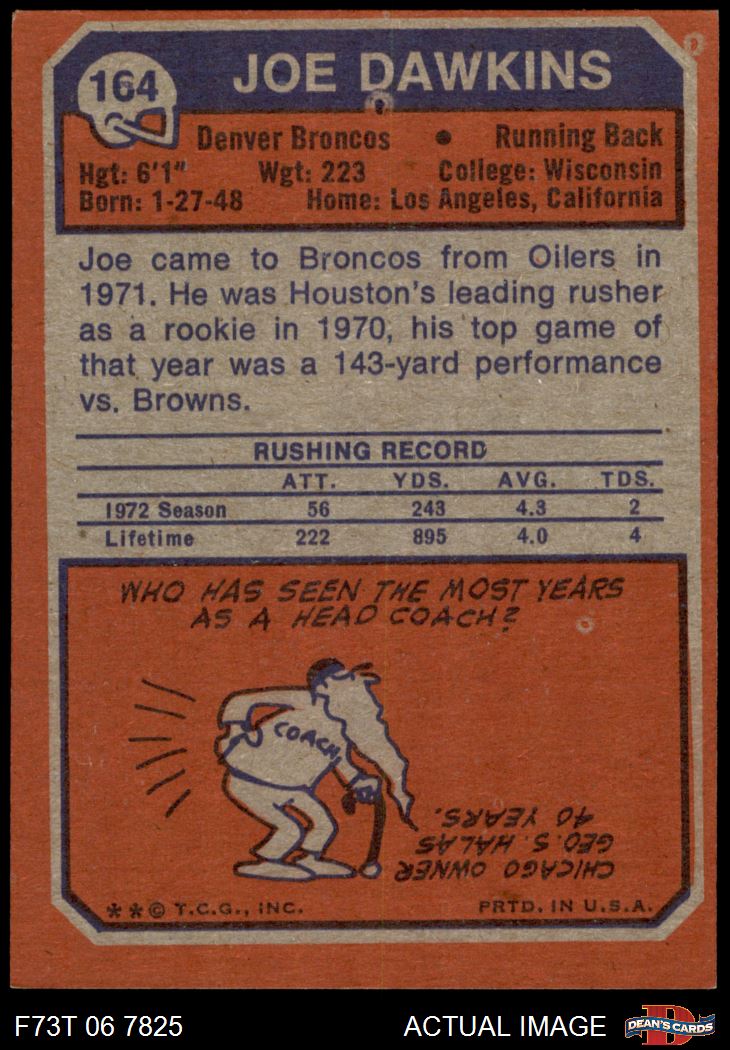 164
JOE DAWKINS
Denver Broncos • Running Back
Hgt: 6'1" Wgt: 223 College: Wisconsin
Born: 1-27-48 Home: Los Angeles, California
Joe came to Broncos from Oilers in
1971. He was Houston's leading rusher
as a rookie in 1970, his top game of
that year was a 143-yard performance
vs. Browns.
RUSHING RECORD
ATT. YDS. AVG. TDS.
1972 Season 56 243 4.3 2
Lifetime 222 895 4.0 4
WHO HAS SEEN THE MOST YEARS
AS A HEAD COACH?
COACH
CHICAGO OWNER
GEO. S. HALAS
40 YEARS.
**© T.C.G., INC. PRTD. IN U.S.A.
F73T 06 7825 ACTUAL IMAGE D DEAN'S CARDS